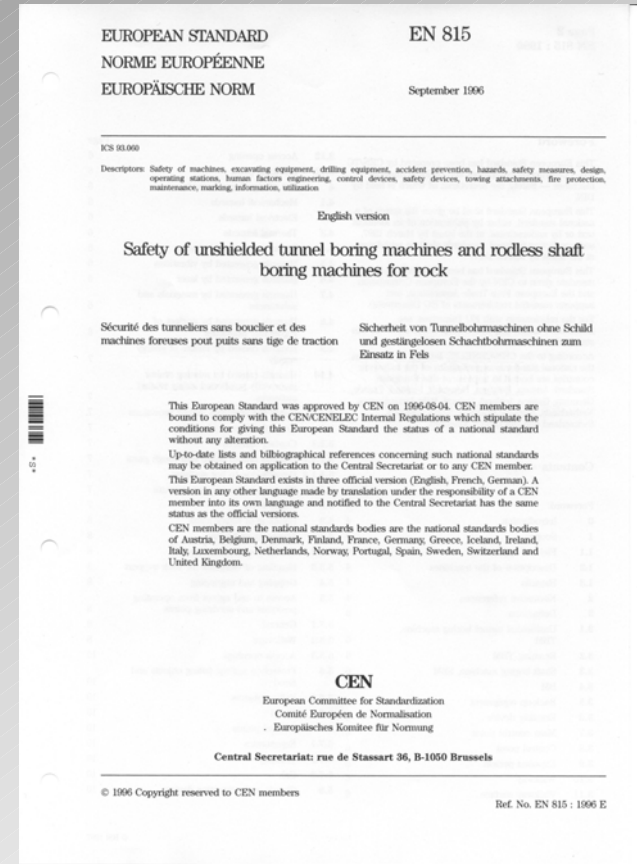 EUROPEAN STANDARD
NORME EUROPÉENNE
EUROPÄISCHE NORM
EN 815
September 1996
ICS 93.060
Descriptors: Safety of machines, excavating equipment, drilling equipment, accident prevention, hazards, safety measures, design,
operating stations, human factors engineering, control devices, safety devices, towing attachments, fire protection,
maintenance, marking, information, utilization
English version
Safety of unshielded tunnel boring machines and rodless shaft
boring machines for rock
Sécurité des tunneliers sans bouclier et des
machines foreuses pout puits sans tige de traction
Sicherheit von Tunnelbohrmaschinen ohne Schild
und gestängelosen Schachtbohrmaschinen zum
Einsatz in Fels
This European Standard was approved by CEN on 1996-08-04. CEN members are
bound to comply with the CEN/CENELEC Internal Regulations which stipulate the
conditions for giving this European Standard the status of a national standard
without any alteration.
Up-to-date lists and bilbiographical references concerning such national standards
may be obtained on application to the Central Secretariat or to any CEN member.
This European Standard exists in three official version (English, French, German). A
version in any other language made by translation under the responsibility of a CEN
member into its own language and notified to the Central Secretariat has the same
status as the official versions.
CEN members are the national standards bodies are the national standards bodies
of Austria, Belgium, Denmark, Finland, France, Germany, Greece, Iceland, Ireland,
Italy, Luxembourg, Netherlands, Norway, Portugal, Spain, Sweden, Switzerland and
United Kingdom.
CEN
European Committee for Standardization
Comité Européen de Normalisation
Europäisches Komitee für Normung
Central Secretariat: rue de Stassart 36, B-1050 Brussels
© 1996 Copyright reserved to CEN members
Ref. No. EN 815 : 1996 E